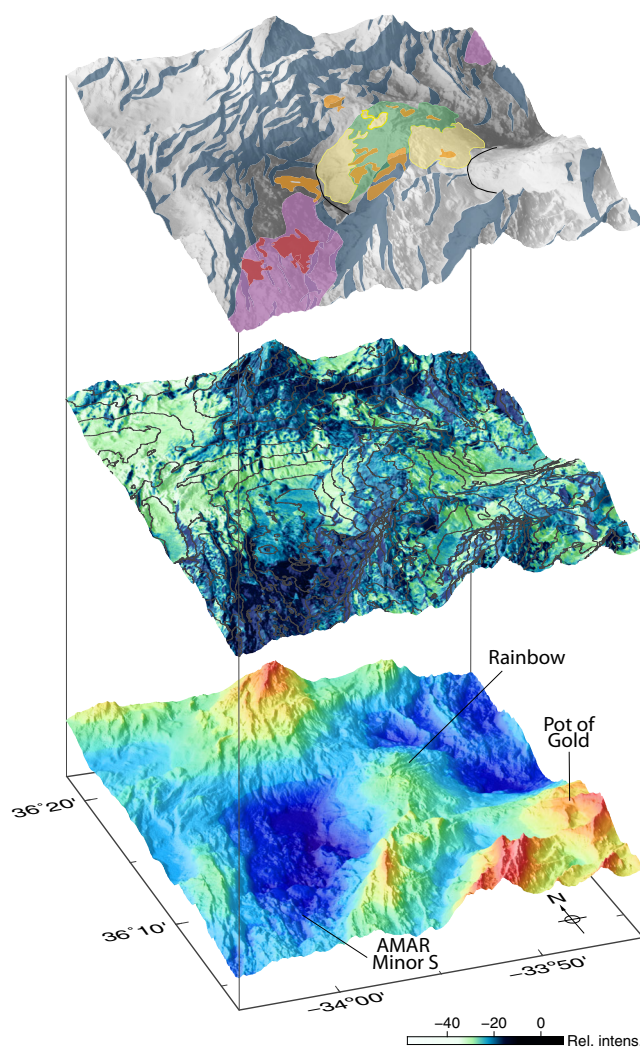 Rainbow
Pot of
Gold
36°20'
36°10'
N
AMAR
Minor S
−34°00'
−33°50'
−40 −20 0
Rel. intens